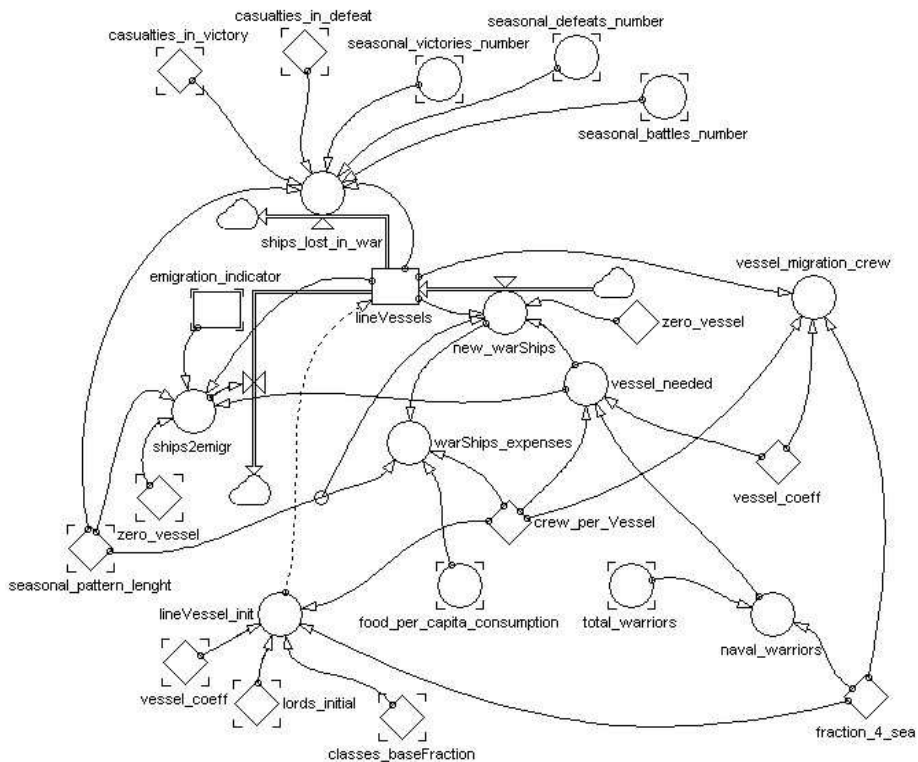 casualties_in_defeat
seasonal_defeats_number
seasonal_victories_number
casualties_in_victory
seasonal_battles_number
ships_lost_in_war
vessel_migration_crew
emigration_indicator
lineVessels
zero_vessel
new_warShips
vessel_needed
ships2emigr
warShips_expenses
vessel_coeff
zero_vessel
crew_per_Vessel
seasonal_pattern_lenght
lineVessel_init
food_per_capita_consumption
total_warriors
naval_warriors
vessel_coeff
lords_initial
fraction_4_sea
classes_baseFraction